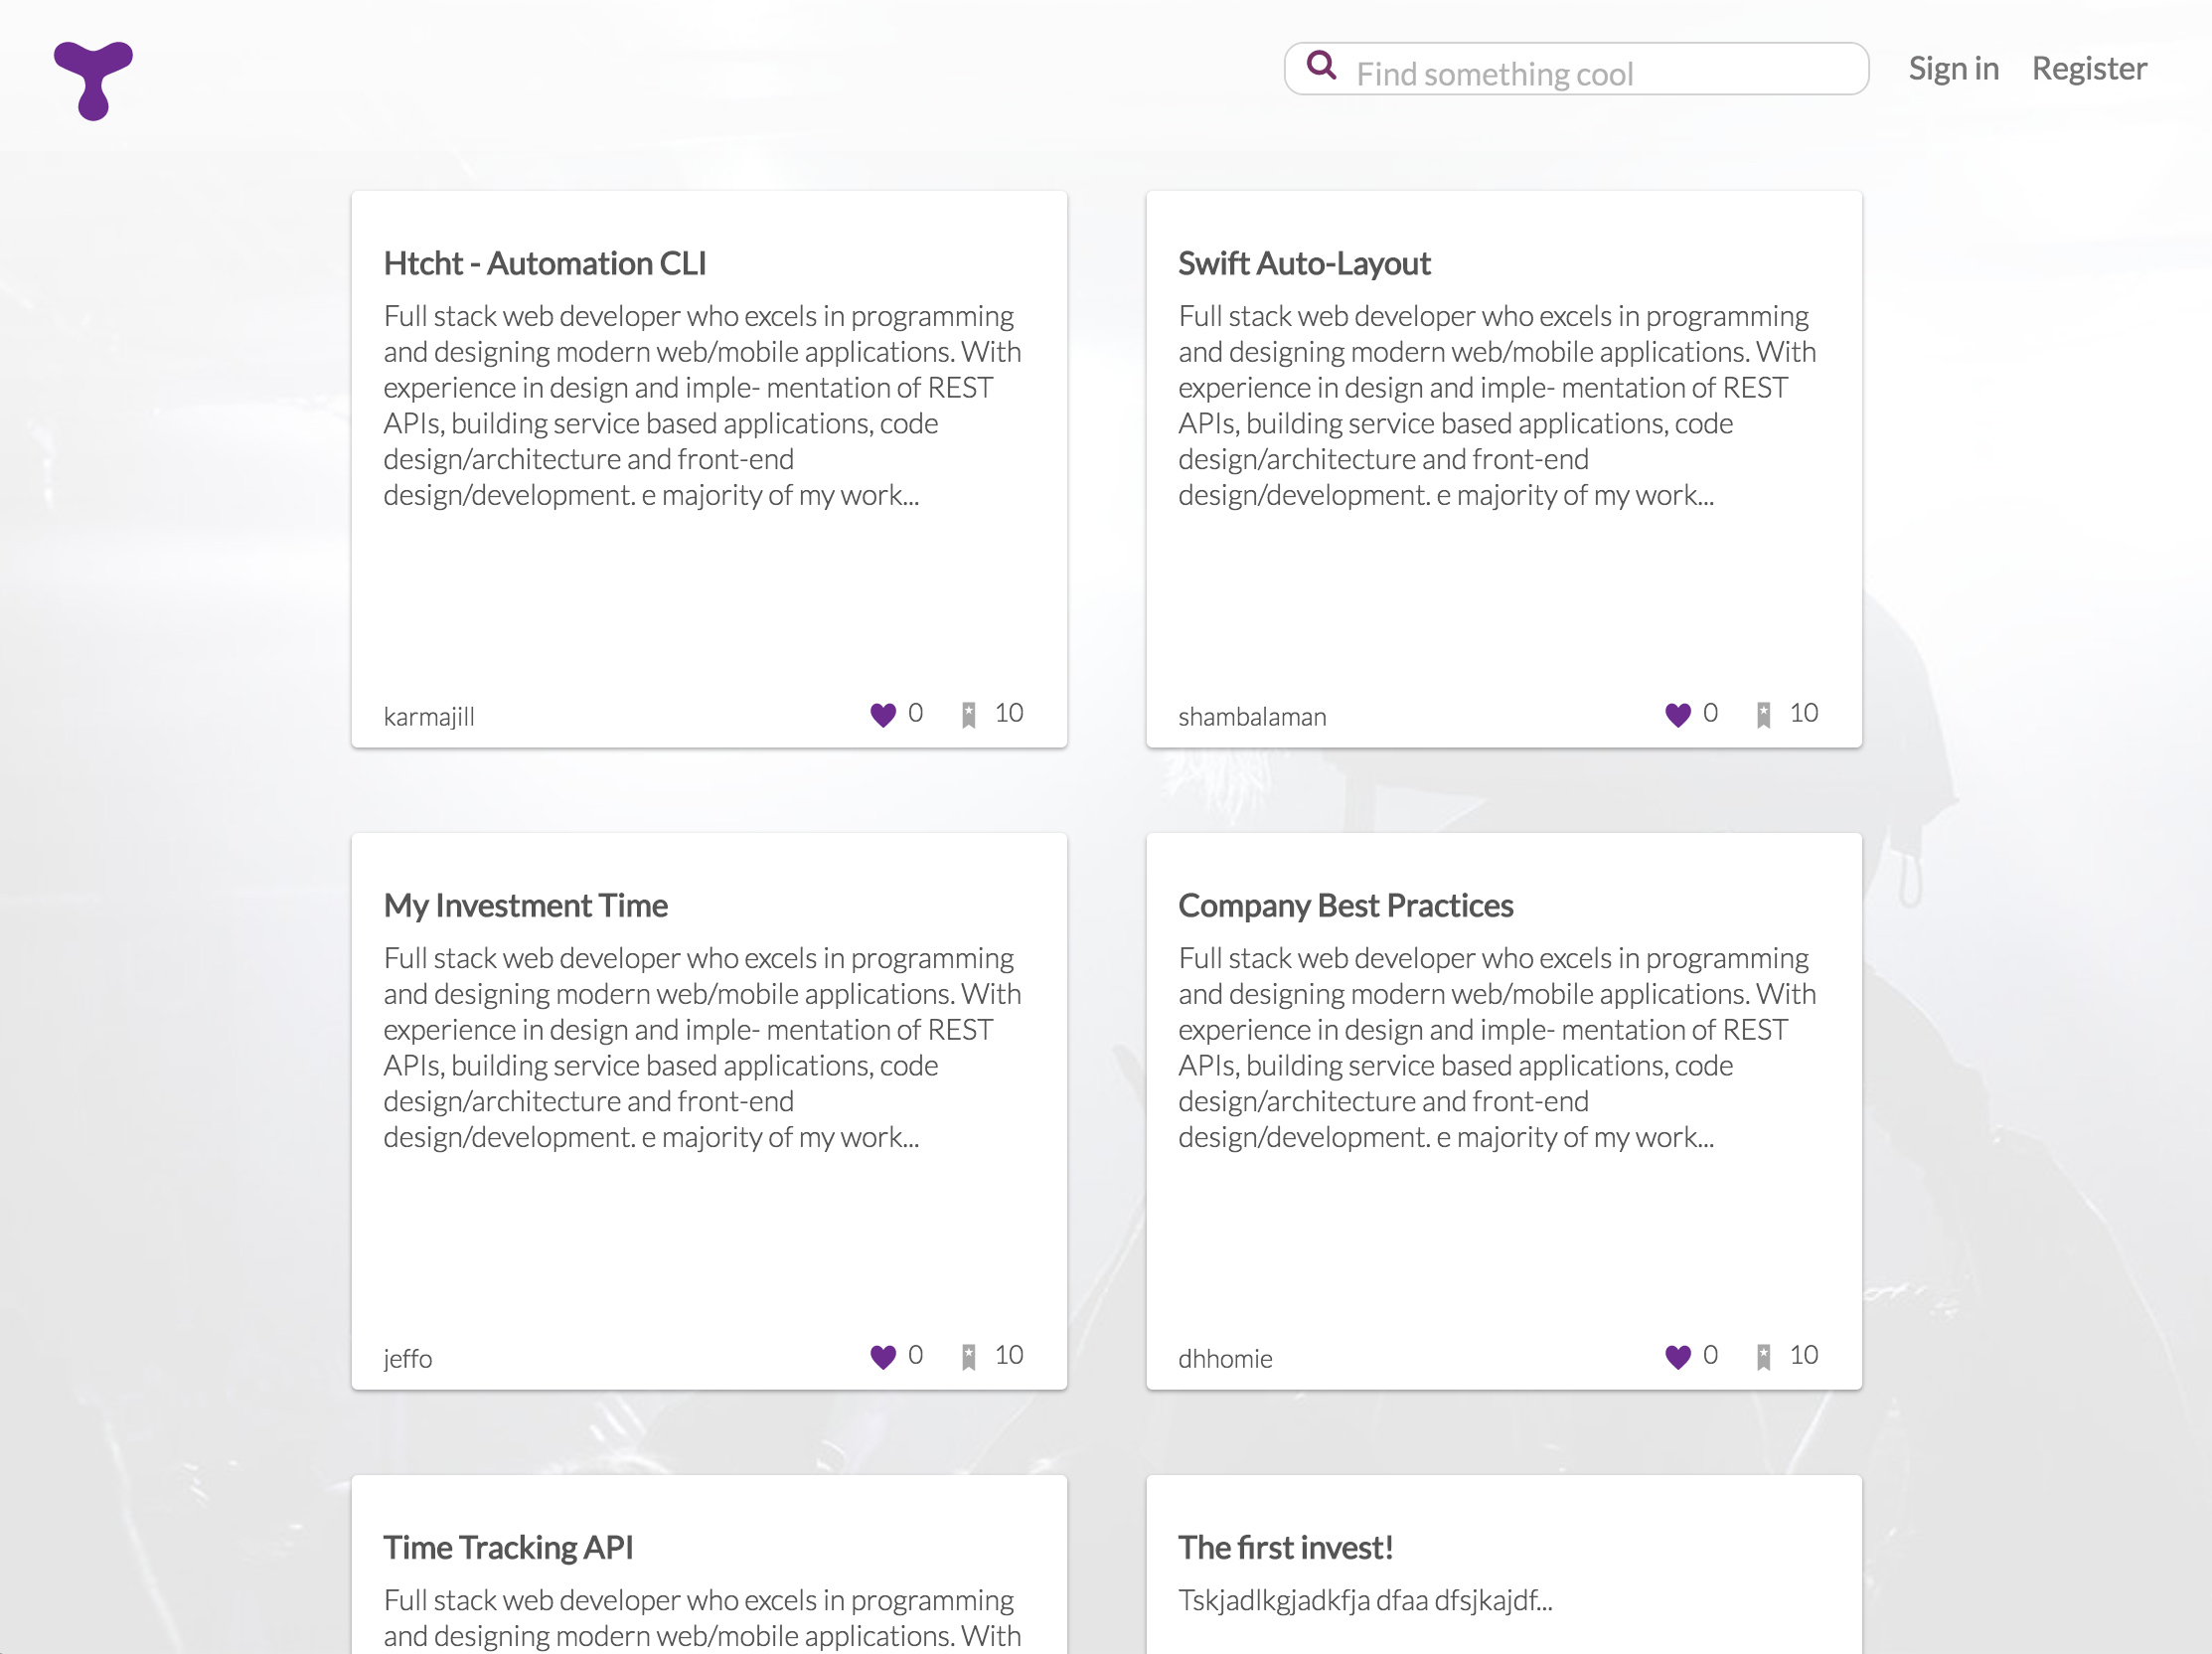 Find something cool
Sign in
Register
Htcht - Automation CLI
Full stack web developer who excels in programming
and designing modern web/mobile applications. With
experience in design and imple- mentation of REST
APIs, building service based applications, code
design/architecture and front-end
design/development. e majority of my work...
karmajill
0
10
Swift Auto-Layout
Full stack web developer who excels in programming
and designing modern web/mobile applications. With
experience in design and imple- mentation of REST
APIs, building service based applications, code
design/architecture and front-end
design/development. e majority of my work...
shambalaman
0
10
My Investment Time
Full stack web developer who excels in programming
and designing modern web/mobile applications. With
experience in design and imple- mentation of REST
APIs, building service based applications, code
design/architecture and front-end
design/development. e majority of my work...
jeffo
0
10
Company Best Practices
Full stack web developer who excels in programming
and designing modern web/mobile applications. With
experience in design and imple- mentation of REST
APIs, building service based applications, code
design/architecture and front-end
design/development. e majority of my work...
dhhomie
0
10
Time Tracking API
Full stack web developer who excels in programming
and designing modern web/mobile applications. With
The first invest!
Tskjadlkgjadkfja dfaa dfsjkajdf...